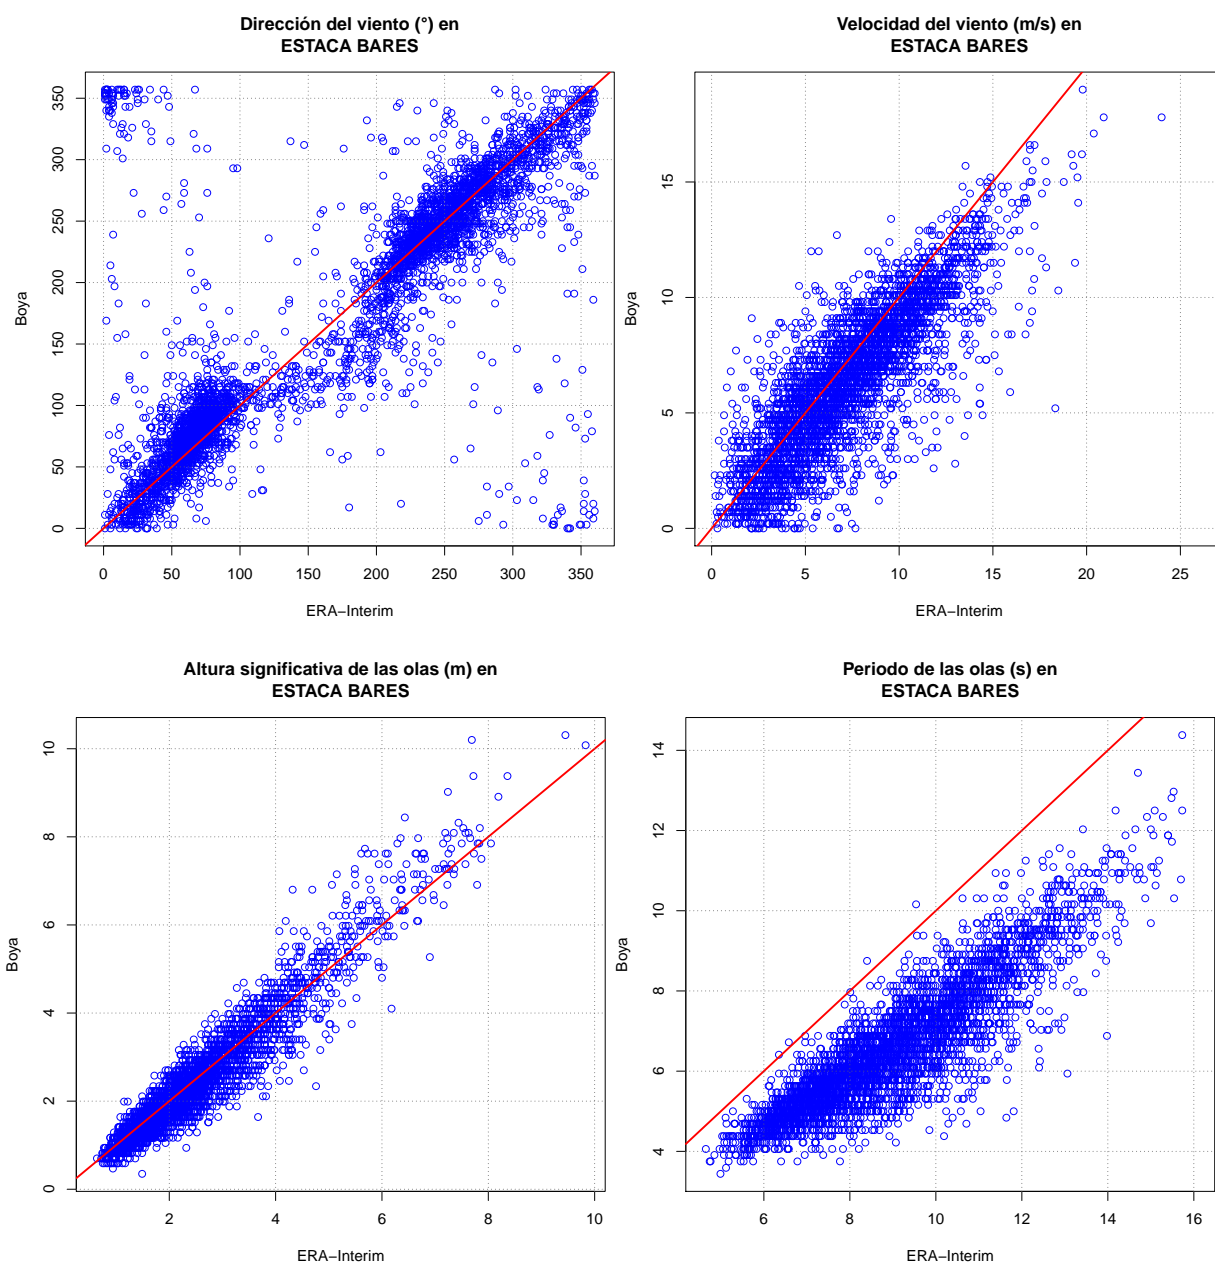 Dirección del viento (°) en
ESTACA BARES
Boya
350
300
250
200
150
100
50
0
0 50 100 150 200 250 300 350
ERA−Interim
Velocidad del viento (m/s) en
ESTACA BARES
Boya
15
10
5
0
0 5 10 15 20 25
ERA−Interim
Altura significativa de las olas (m) en
ESTACA BARES
Boya
10
8
6
4
2
0
2 4 6 8 10
ERA−Interim
Periodo de las olas (s) en
ESTACA BARES
Boya
14
12
10
8
6
4
6 8 10 12 14 16
ERA−Interim